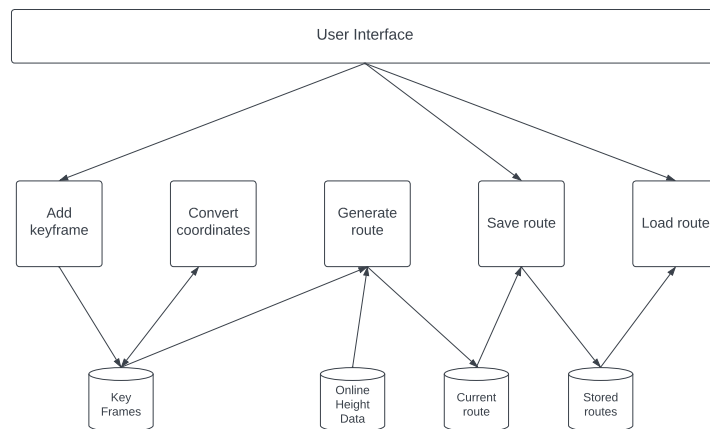 User Interface
Add
keyframe
Convert
coordinates
Generate
route
Save route
Load route
Key
Frames
Online
Height
Data
Current
route
Stored
routes